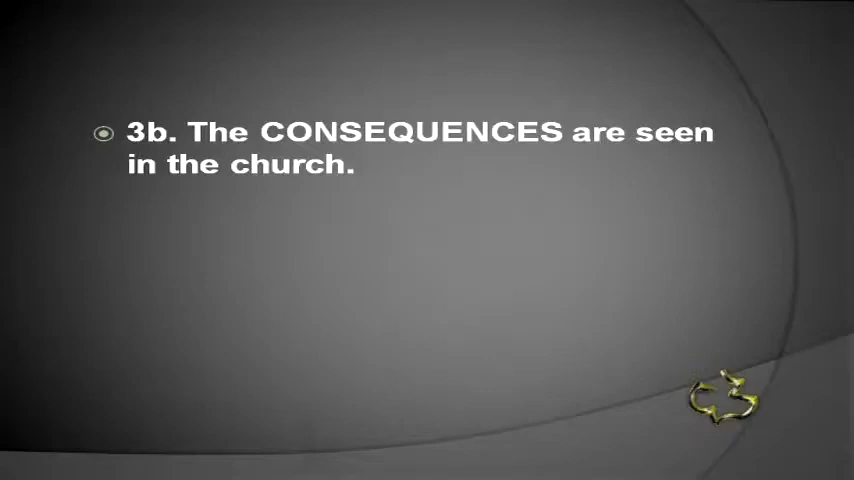 3b. The CONSEQUENCES are seen
in the church.